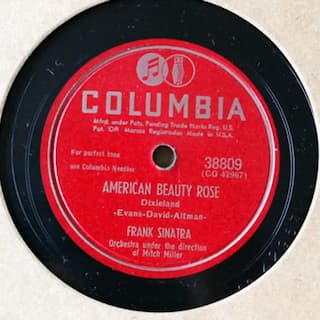 COLUMBIA
Mfrd. under Pats. Pending Trade Marks Reg. U.S.
Pat. Off. Marcas Registradas Made in U.S.A.
For perfect tone
use Columbia Needles
38809
(CO 42967)
AMERICAN BEAUTY ROSE
Dixieland
-Evans-David-Altman-
FRANK SINATRA
Orchestra under the direction
of Mitch Miller